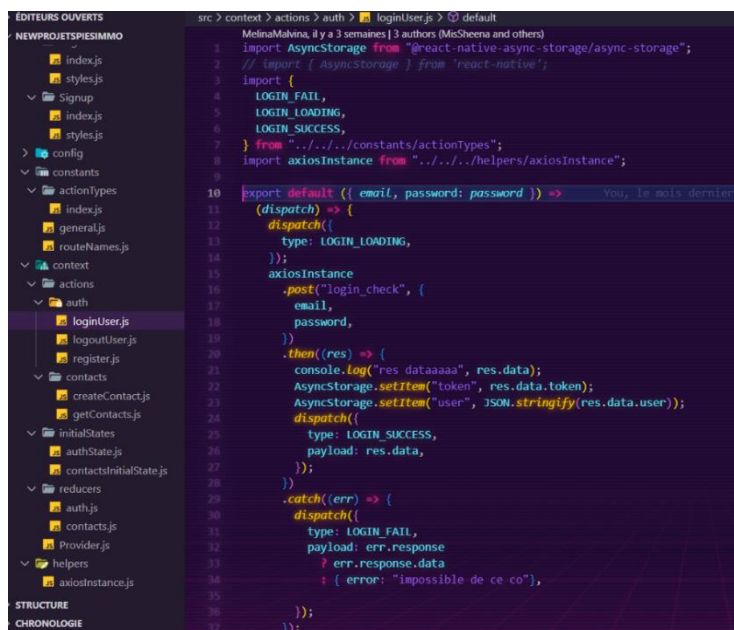 ÉDITEURS OUVERTS
NEWPROJETSPIESIMMO
index.js
styles.js
Signup
index.js
styles.js
config
constants
actionTypes
index.js
general.js
routeNames.js
context
actions
auth
loginUser.js
logoutUser.js
register.js
contacts
createContact.js
getContacts.js
initialStates
authState.js
contactsInitialState.js
reducers
auth.js
contacts.js
Provider.js
helpers
axiosInstance.js
STRUCTURE
CHRONOLOGIE
src > context > actions > auth > loginUser.js > default
MelinaMalvina, il y a 3 semaines | 3 authors (MisSheena and others)
1 import AsyncStorage from "@react-native-async-storage/async-storage";
2 // import { AsyncStorage } from 'react-native';
3 import {
4 LOGIN_FAIL,
5 LOGIN_LOADING,
6 LOGIN_SUCCESS,
7 } from "../../../constants/actionTypes";
8 import axiosInstance from "../../../helpers/axiosInstance";
9
10 export default ({ email, password: password }) => You, le mois dernier
11 (dispatch) => {
12 dispatch({
13 type: LOGIN_LOADING,
14 });
15 axiosInstance
16 .post("login_check", {
17 email,
18 password,
19 })
20 .then((res) => {
21 console.log("res dataaaaa", res.data);
22 AsyncStorage.setItem("token", res.data.token);
23 AsyncStorage.setItem("user", JSON.stringify(res.data.user));
24 dispatch({
25 type: LOGIN_SUCCESS,
26 payload: res.data,
27 });
28 })
29 .catch((err) => {
30 dispatch({
31 type: LOGIN_FAIL,
32 payload: err.response
33 ? err.response.data
34 : { error: "impossible de ce co"},
35
36 });
37 });